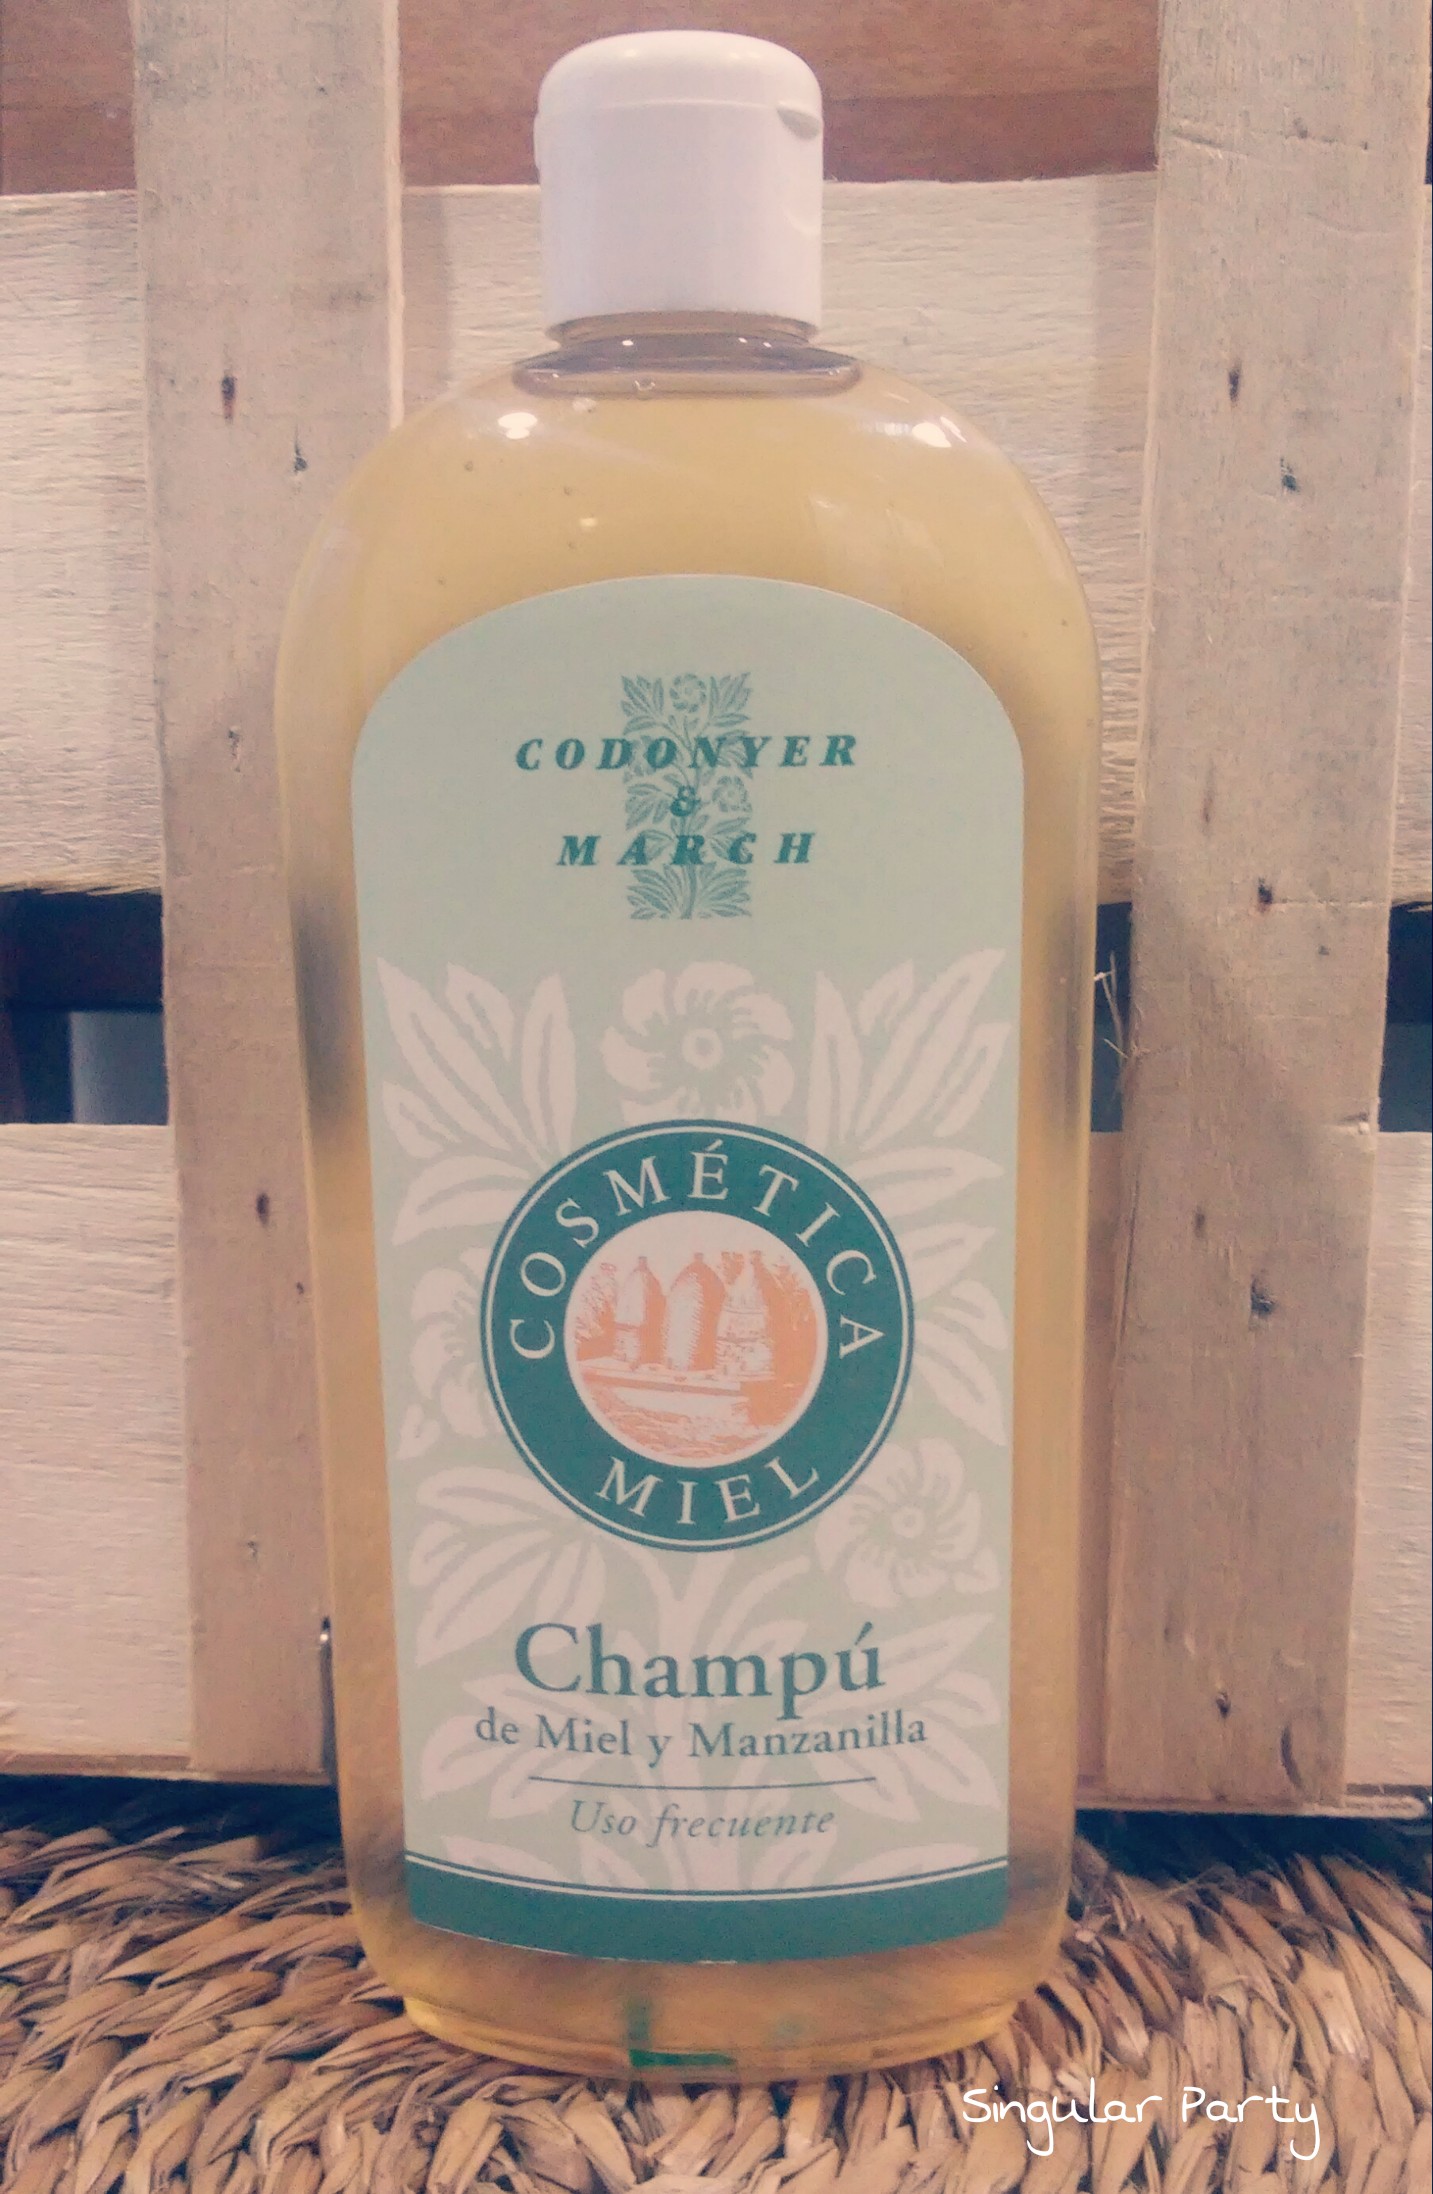 CODONYER
&
MARCH
COSMÉTICA
MIEL
Champú
de Miel y Manzanilla
Uso frecuente
Singular Party